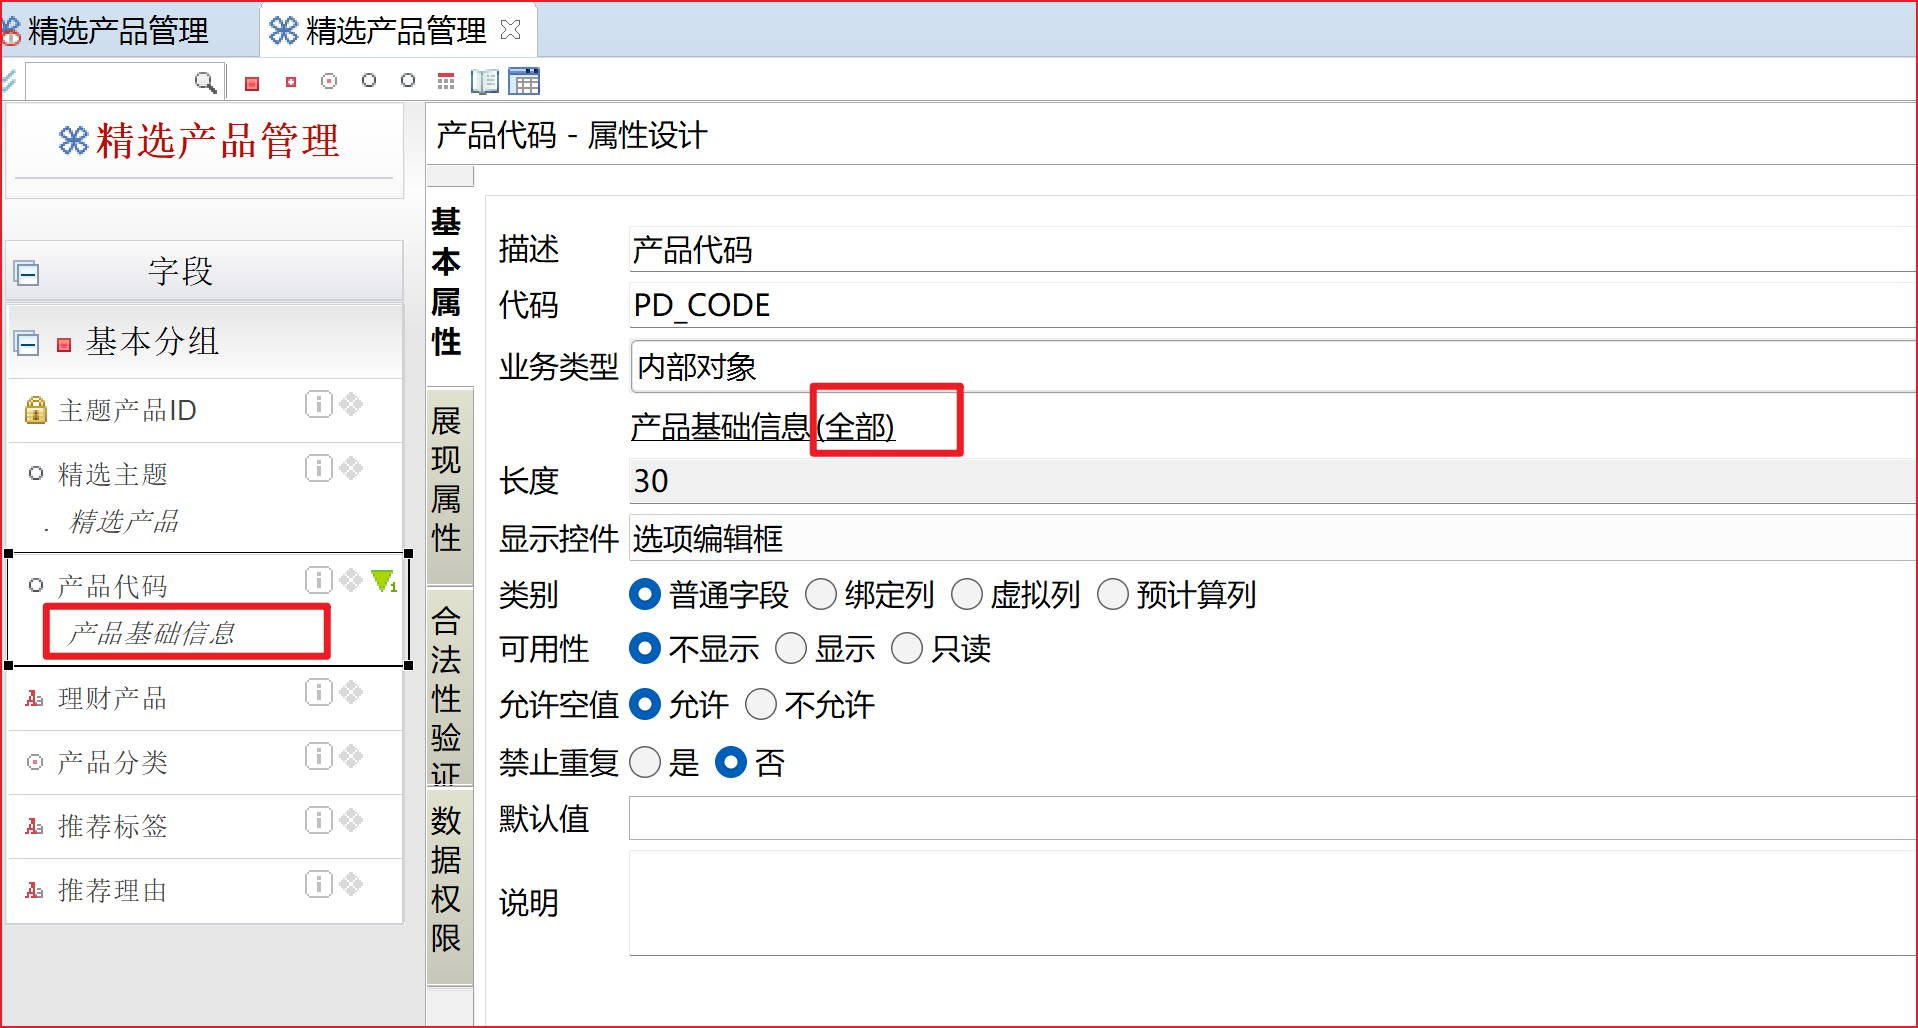 精选产品管理
精选产品管理
精选产品管理
字段
基本分组
主题产品ID
精选主题
. 精选产品
产品代码
1
产品基础信息
理财产品
产品分类
Aa 推荐标签
Aa 推荐理由
产品代码 - 属性设计
基本属性
展现属性
合法性验证
数据权限
描述 产品代码
代码 PD_CODE
业务类型 内部对象
产品基础信息(全部)
长度 30
显示控件 选项编辑框
类别 普通字段 绑定列 虚拟列 预计算列
可用性 不显示 显示 只读
允许空值 允许 不允许
禁止重复 是 否
默认值
说明